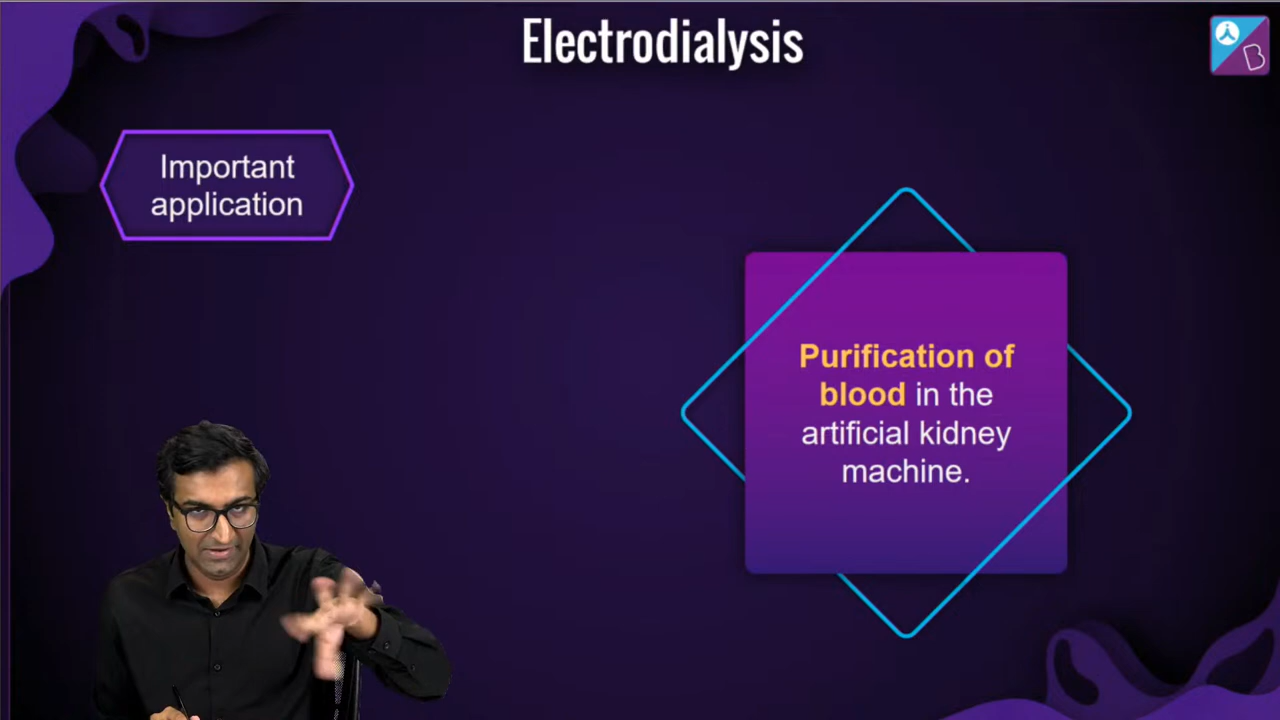 Electrodialysis
Important
application
Purification of
blood in the
artificial kidney
machine.
B